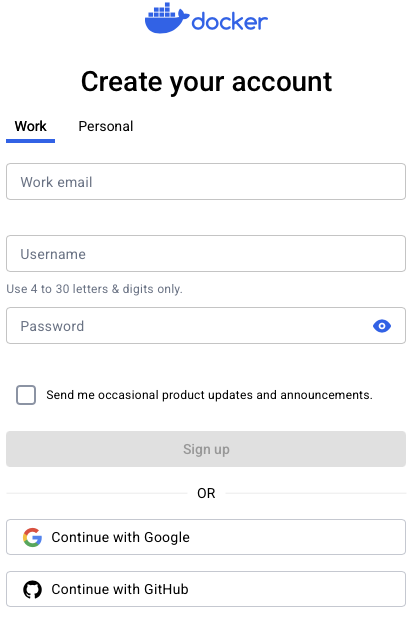 docker
Create your account
Work Personal
Work email
Username
Use 4 to 30 letters & digits only.
Password
Send me occasional product updates and announcements.
Sign up
OR
Continue with Google
Continue with GitHub